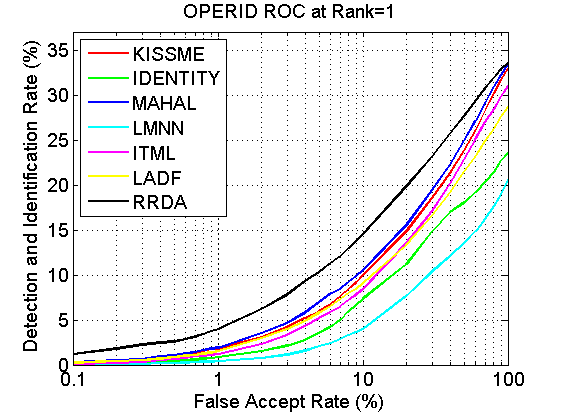 OPERID ROC at Rank=1
Detection and Identification Rate (%)
35
30
25
20
15
10
5
0
KISSME
IDENTITY
MAHAL
LMNN
ITML
LADF
RRDA
0.1
1
10
100
False Accept Rate (%)